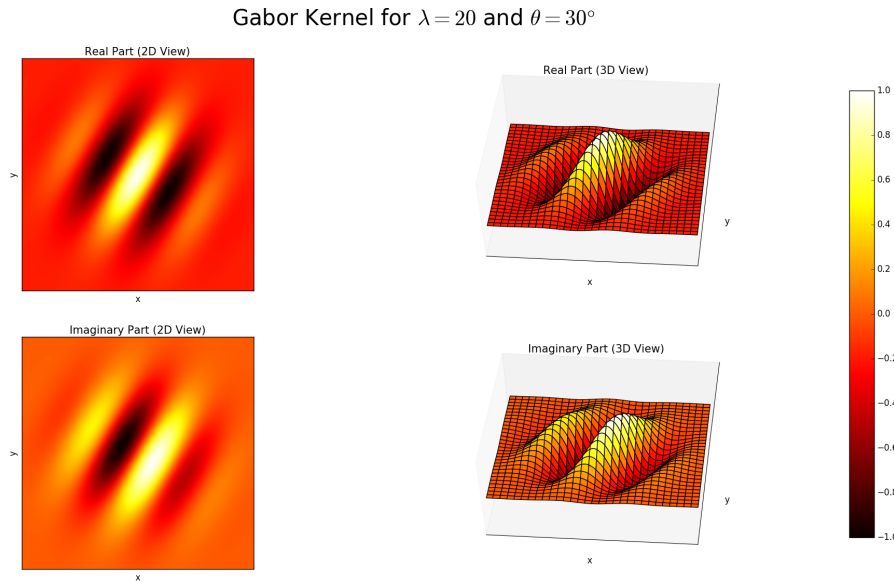 Gabor Kernel for λ = 20 and θ = 30°
Real Part (2D View)
y
x
Real Part (3D View)
y
x
Imaginary Part (2D View)
y
x
Imaginary Part (3D View)
y
x
1.0
0.8
0.6
0.4
0.2
0.0
−0.2
−0.4
−0.6
−0.8
−1.0